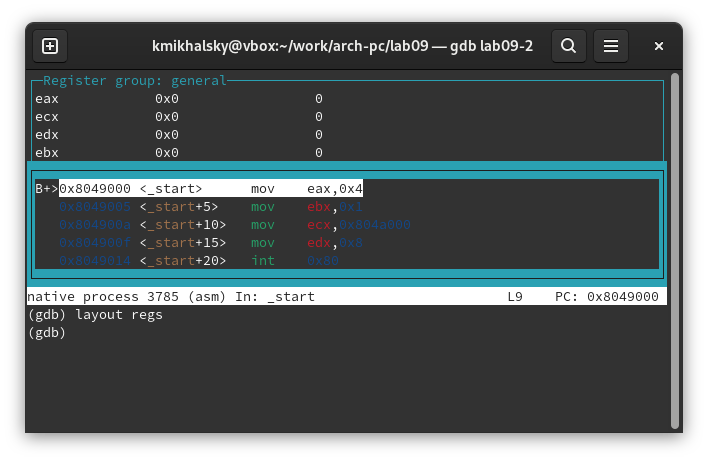 kmikhalsky@vbox:~/work/arch-pc/lab09 — gdb lab09-2
Register group: general
eax 0x0 0
ecx 0x0 0
edx 0x0 0
ebx 0x0 0
B+>0x8049000 <_start> mov eax,0x4
0x8049005 <_start+5> mov ebx,0x1
0x804900a <_start+10> mov ecx,0x804a000
0x804900f <_start+15> mov edx,0x8
0x8049014 <_start+20> int 0x80
native process 3785 (asm) In: _start L9 PC: 0x8049000
(gdb) layout regs
(gdb)